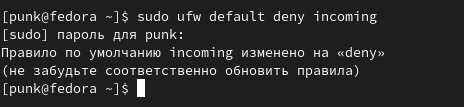 [punk@fedora ~]$ sudo ufw default deny incoming
[sudo] пароль для punk:
Правило по умолчанию incoming изменено на «deny»
(не забудьте соответственно обновить правила)
[punk@fedora ~]$